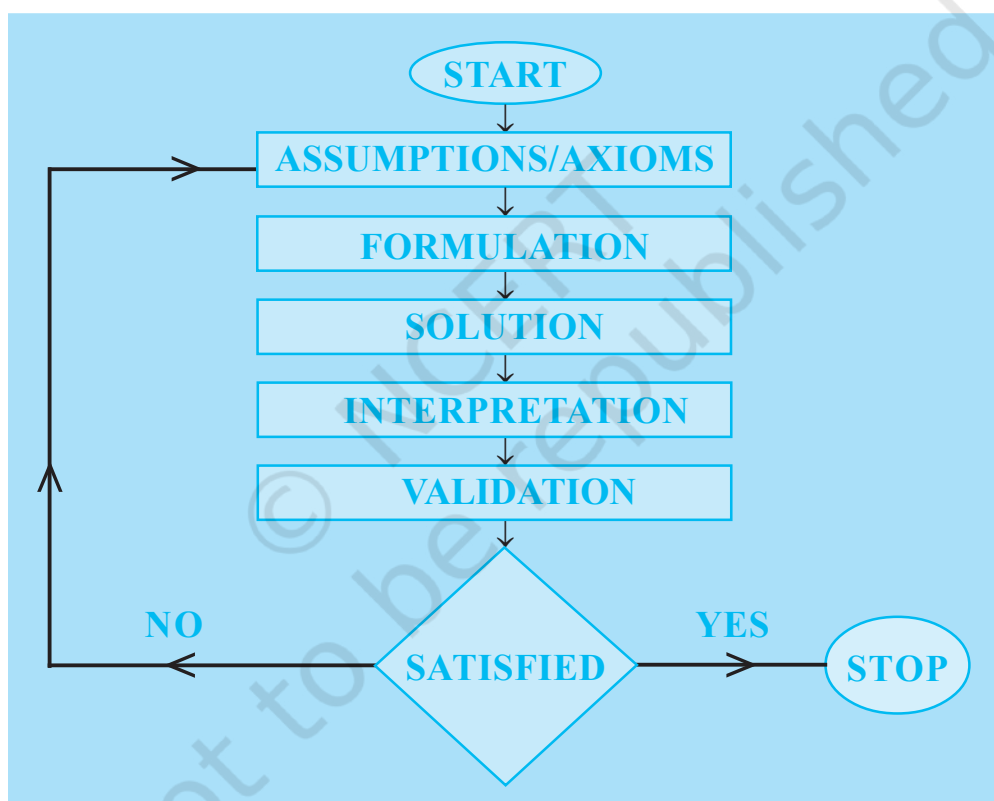 START
ASSUMPTIONS/AXIOMS
FORMULATION
SOLUTION
INTERPRETATION
VALIDATION
NO
YES
SATISFIED
STOP
© NCERT
not to be republished